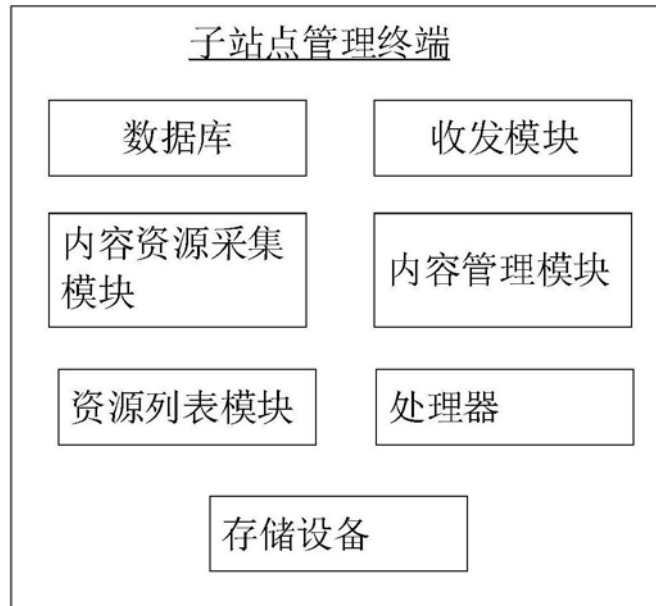 子站点管理终端
数据库
收发模块
内容资源采集
模块
内容管理模块
资源列表模块
处理器
存储设备